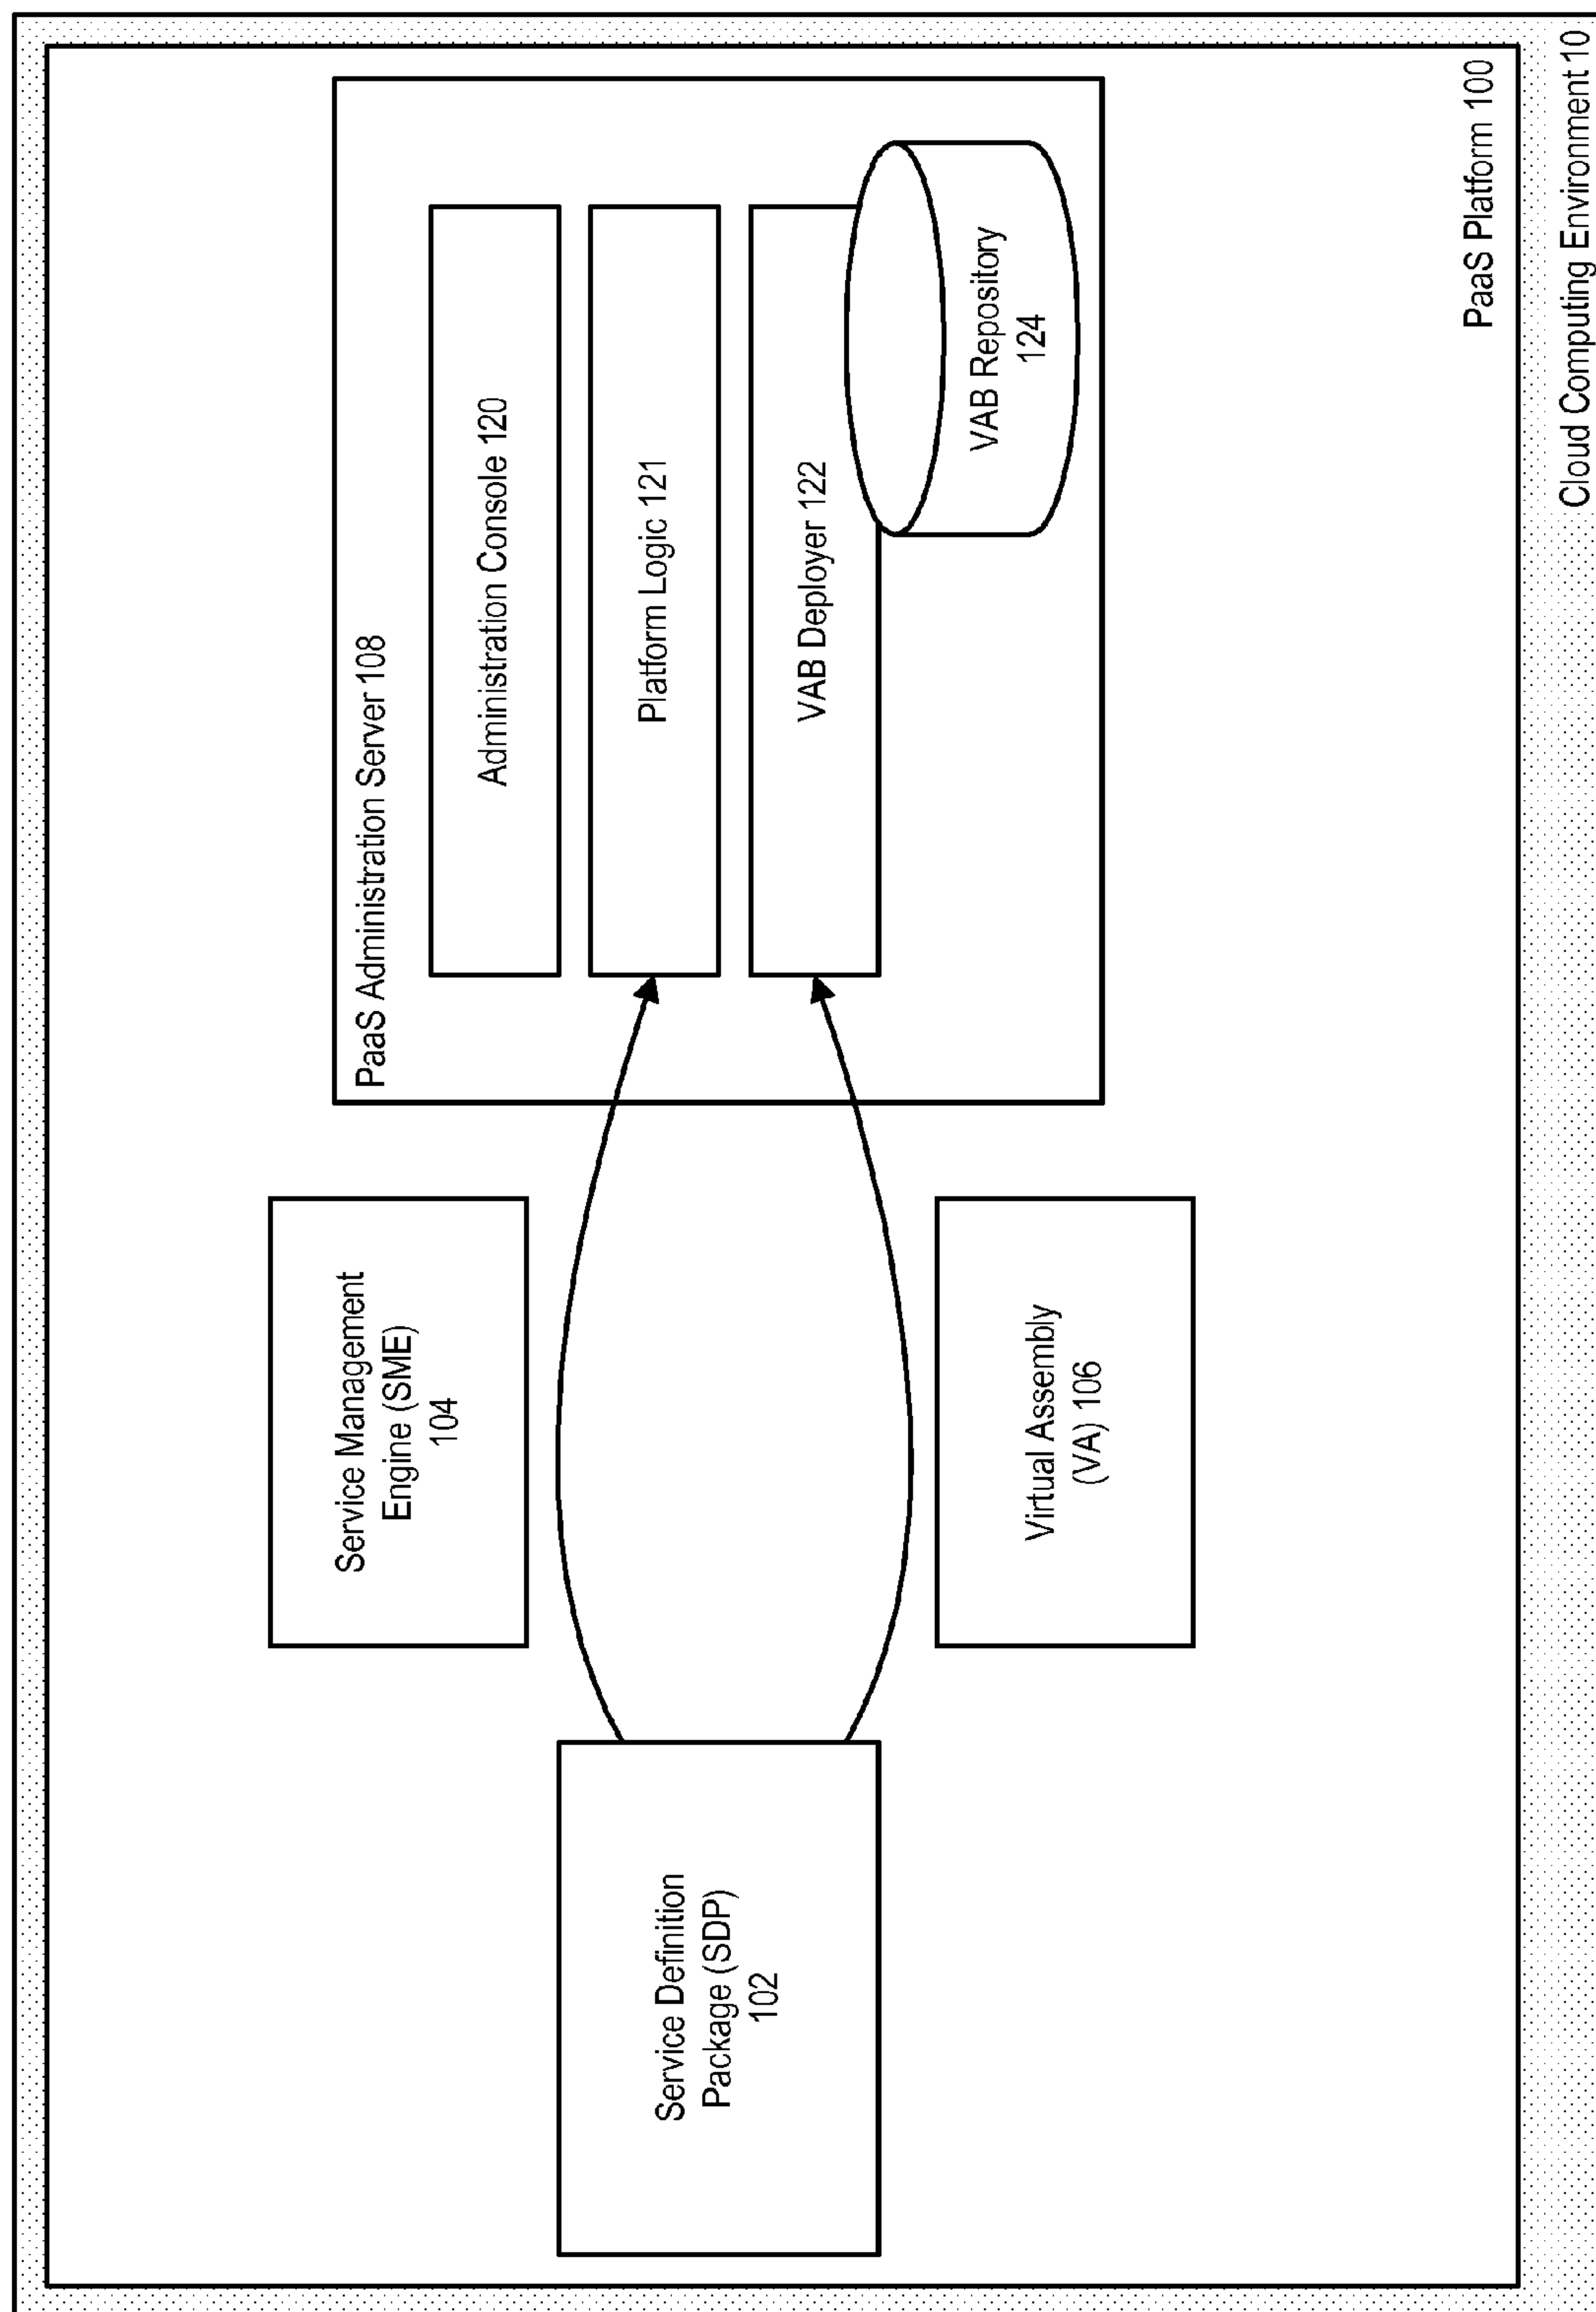 PaaS Administration Server 108
Administration Console 120
Platform Logic 121
VAB Deployer 122
VAB Repository
124
Service Management
Engine (SME)
104
Service Definition
Package (SDP)
102
Virtual Assembly
(VA) 106
PaaS Platform 100
Cloud Computing Environment 10